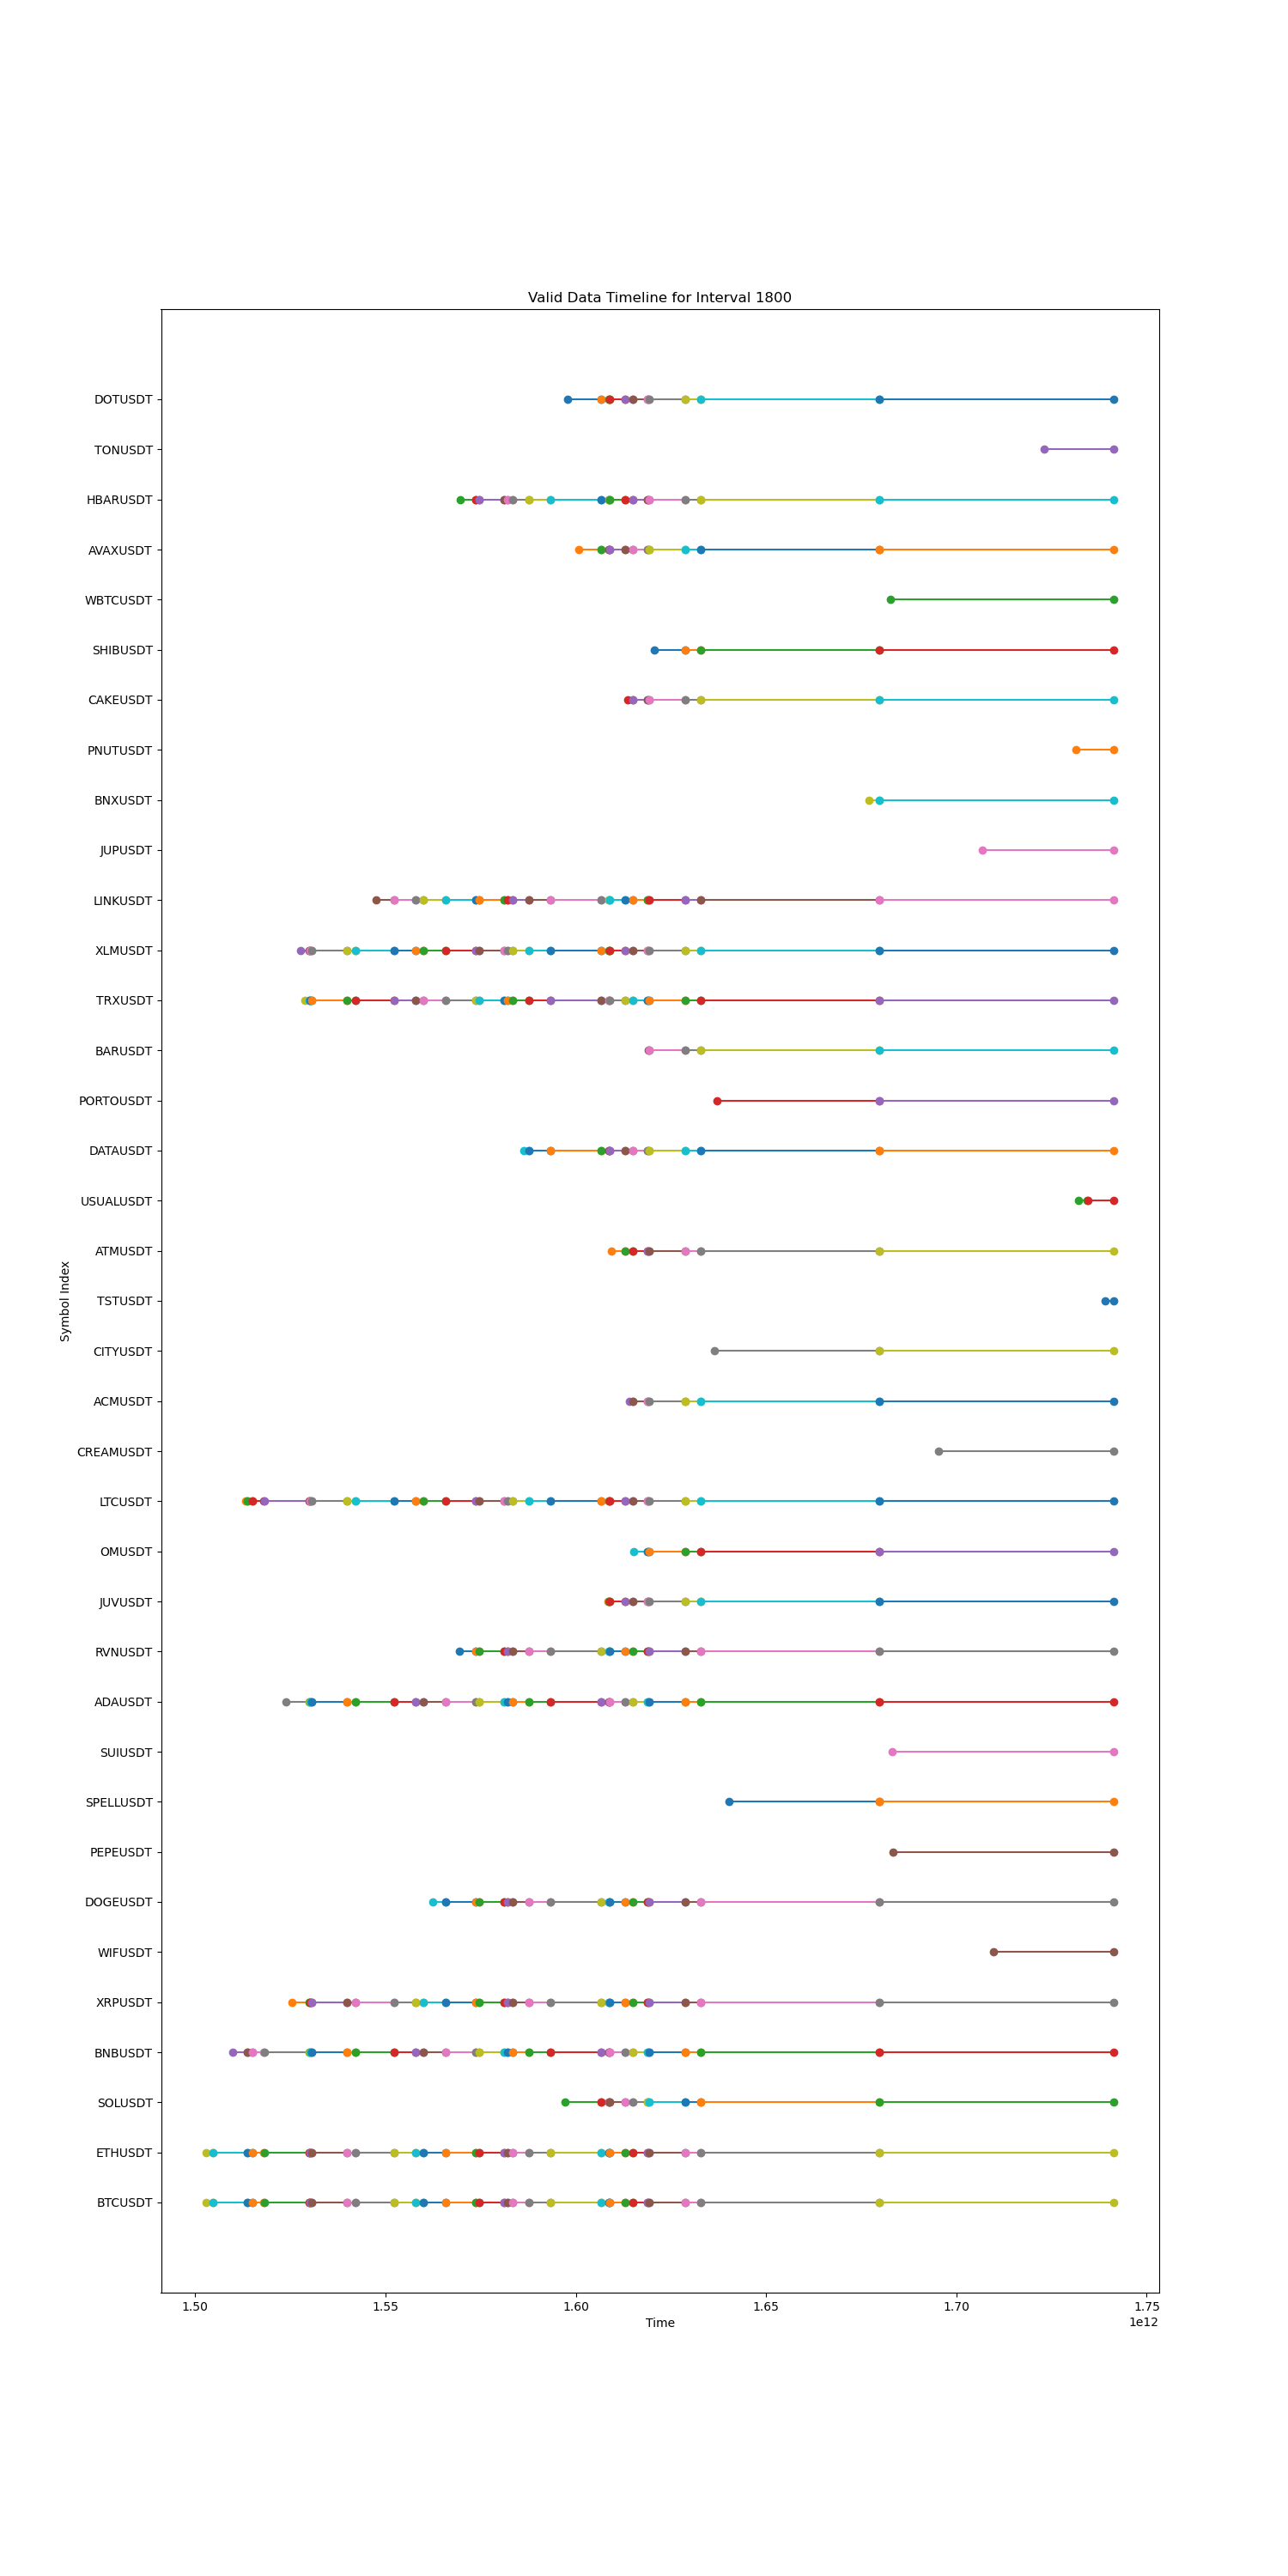 Valid Data Timeline for Interval 1800
DOTUSDT
TONUSDT
HBARUSDT
AVAXUSDT
WBTCUSDT
SHIBUSDT
CAKEUSDT
PNUTUSDT
BNXUSDT
JUPUSDT
LINKUSDT
XLMUSDT
TRXUSDT
BARUSDT
PORTOUSDT
DATAUSDT
USUALUSDT
ATMUSDT
TSTUSDT
CITYUSDT
ACMUSDT
CREAMUSDT
LTCUSDT
OMUSDT
JUVUSDT
RVNUSDT
ADAUSDT
SUIUSDT
SPELLUSDT
PEPEUSDT
DOGEUSDT
WIFUSDT
XRPUSDT
BNBUSDT
SOLUSDT
ETHUSDT
BTCUSDT
Symbol Index
1.50 1.55 1.60 1.65 1.70 1.75
1e12
Time